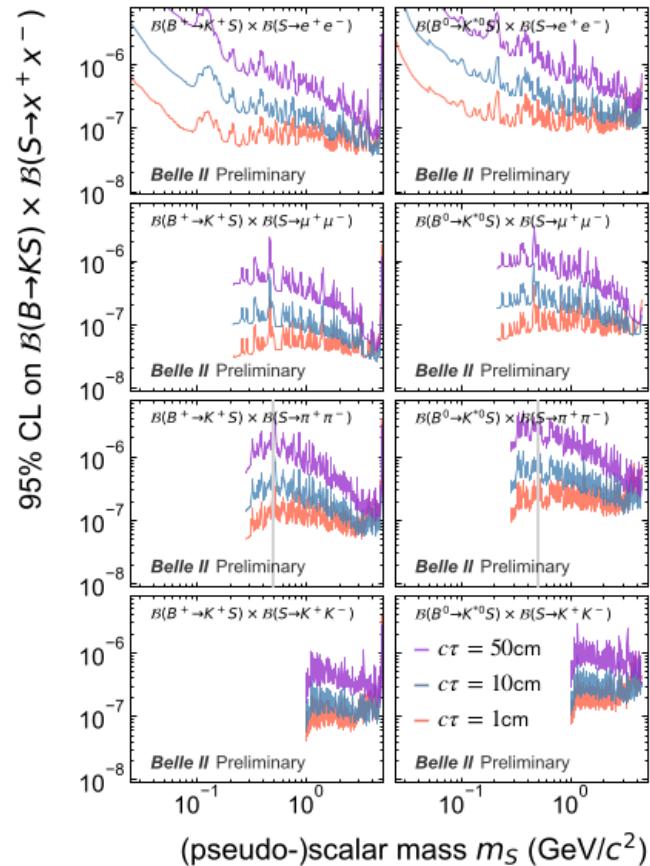 95% CL on ℬ(B→KS) × ℬ(S→x⁺x⁻)
ℬ(B⁺→K⁺S) × ℬ(S→e⁺e⁻)
ℬ(B⁰→K*⁰S) × ℬ(S→e⁺e⁻)
10⁻⁶
10⁻⁷
10⁻⁸
Belle II Preliminary
Belle II Preliminary
ℬ(B⁺→K⁺S) × ℬ(S→μ⁺μ⁻)
ℬ(B⁰→K*⁰S) × ℬ(S→μ⁺μ⁻)
10⁻⁶
10⁻⁷
10⁻⁸
Belle II Preliminary
Belle II Preliminary
ℬ(B⁺→K⁺S) × ℬ(S→π⁺π⁻)
ℬ(B⁰→K*⁰S) × ℬ(S→π⁺π⁻)
10⁻⁶
10⁻⁷
10⁻⁸
Belle II Preliminary
Belle II Preliminary
ℬ(B⁺→K⁺S) × ℬ(S→K⁺K⁻)
ℬ(B⁰→K*⁰S) × ℬ(S→K⁺K⁻)
10⁻⁶
10⁻⁷
10⁻⁸
cτ = 50cm
cτ = 10cm
cτ = 1cm
Belle II Preliminary
Belle II Preliminary
10⁻¹ 10⁰ 10⁻¹ 10⁰
(pseudo-)scalar mass m_S (GeV/c²)